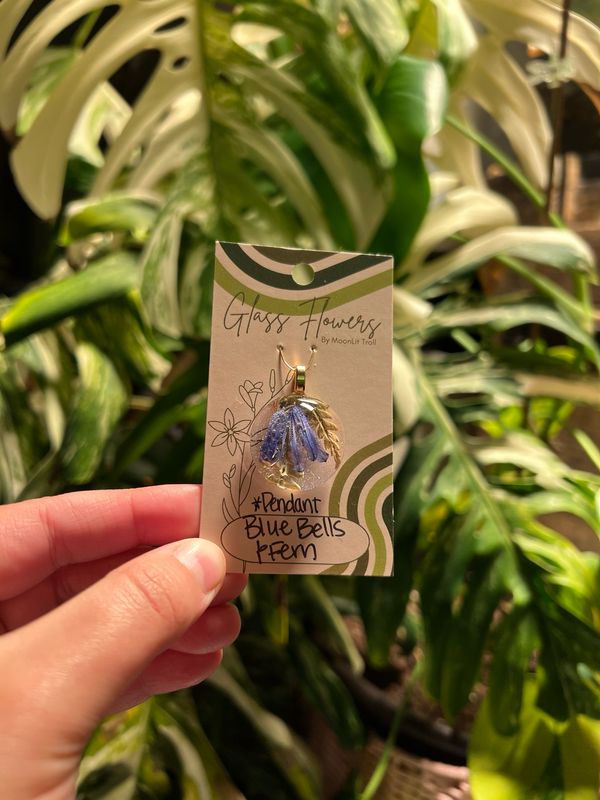 Glass Flowers
By MoonLit Troll
*Pendant
Blue Bells
+Fern